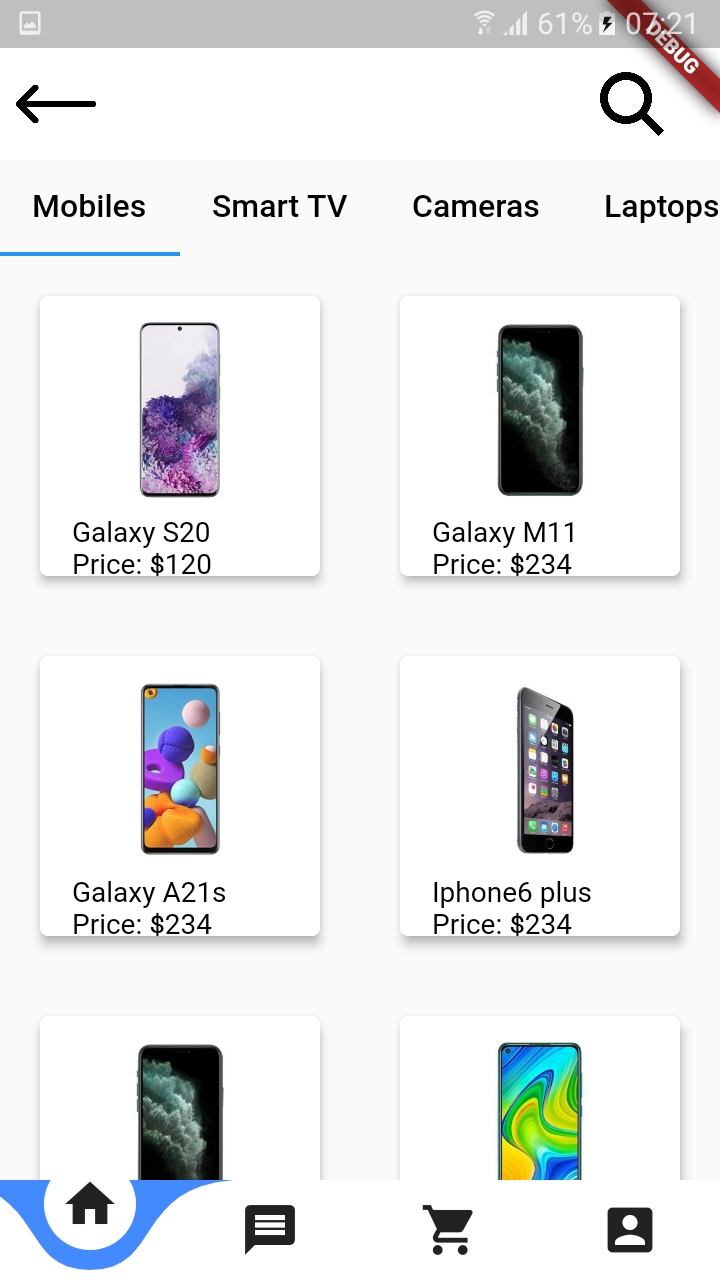 61% 07:21
DEBUG
Mobiles Smart TV Cameras Laptops
Galaxy S20 Galaxy M11
Price: $120 Price: $234
Galaxy A21s Iphone6 plus
Price: $234 Price: $234